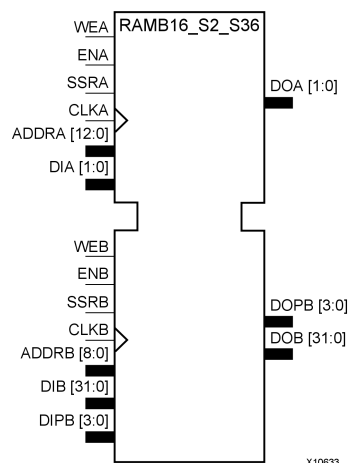 RAMB16_S2_S36
WEA
ENA
SSRA
CLKA
ADDRA [12:0]
DIA [1:0]
DOA [1:0]
WEB
ENB
SSRB
CLKB
ADDRB [8:0]
DIB [31:0]
DIPB [3:0]
DOPB [3:0]
DOB [31:0]
X10633